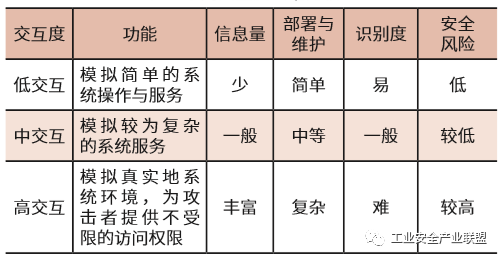 交互度 功能 信息量 部署与维护 识别度 安全风险
低交互 模拟简单的系统操作与服务 少 简单 易 低
中交互 模拟较为复杂的系统服务 一般 中等 一般 较低
高交互 模拟真实地系统环境，为攻击者提供不受限的访问权限 丰富 复杂 难 较高
工业安全产业联盟